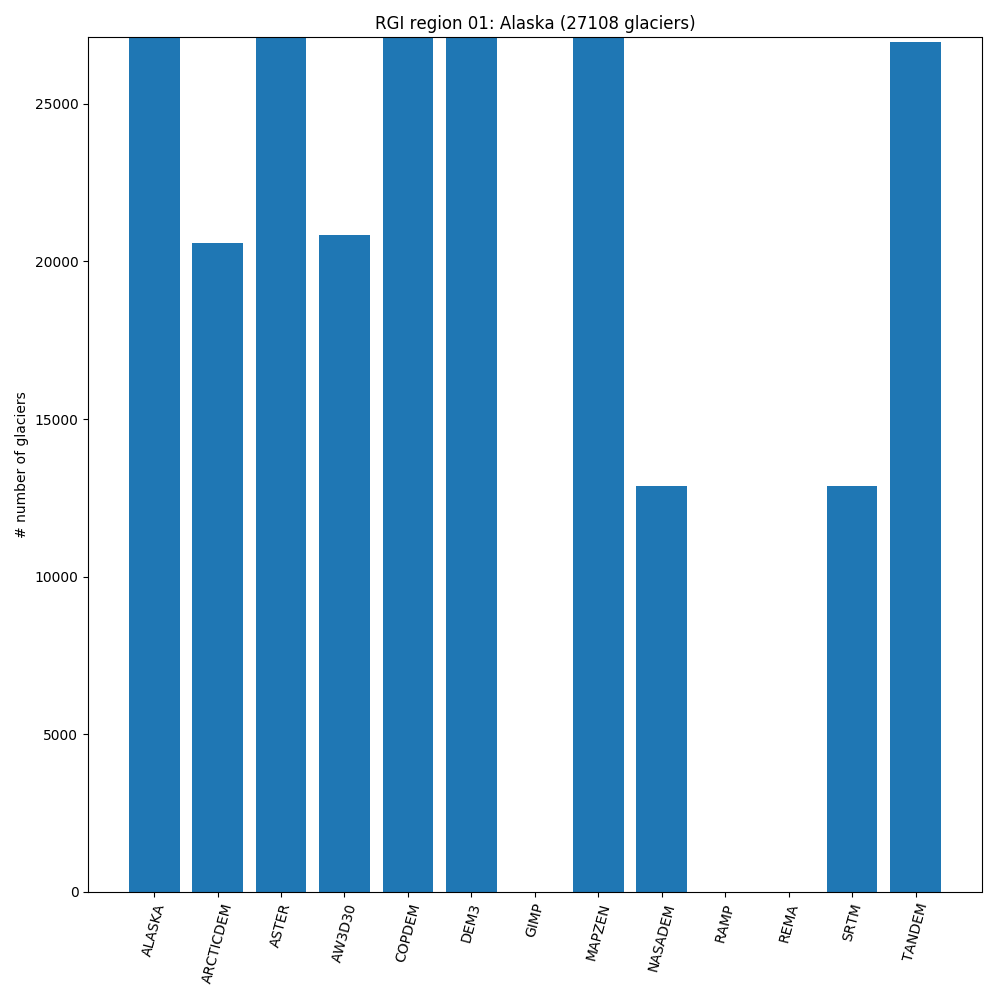 RGI region 01: Alaska (27108 glaciers)
# number of glaciers
25000
20000
15000
10000
5000
0
ALASKA
ARCTICDEM
ASTER
AW3D30
COPDEM
DEM3
GIMP
MAPZEN
NASADEM
RAMP
REMA
SRTM
TANDEM